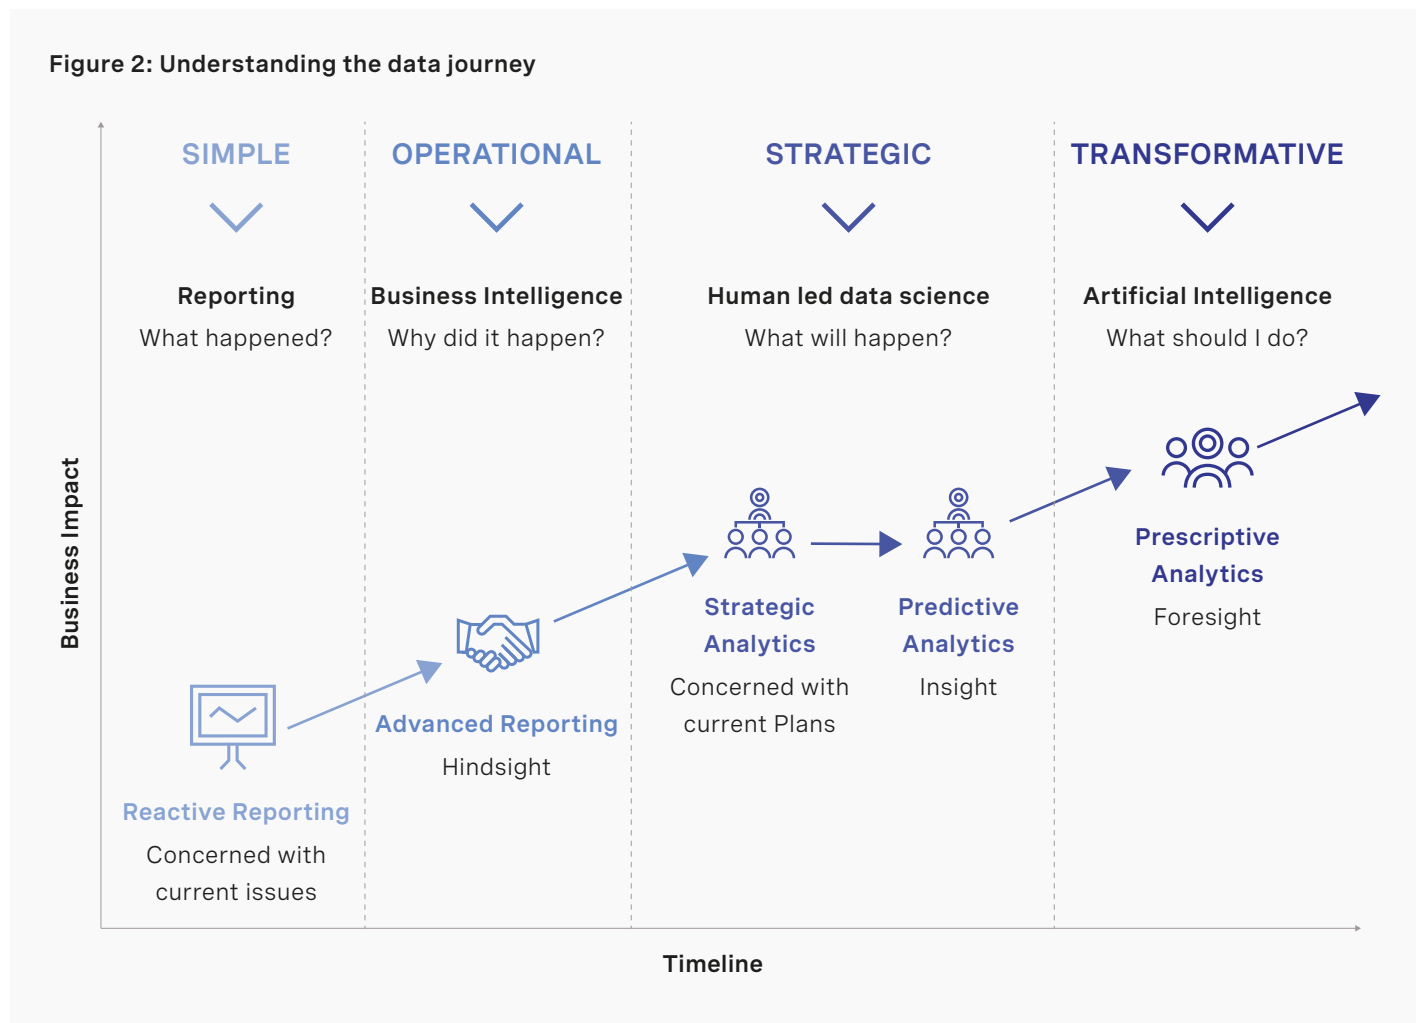 Figure 2: Understanding the data journey
SIMPLE
OPERATIONAL
STRATEGIC
TRANSFORMATIVE
Reporting
What happened?
Business Intelligence
Why did it happen?
Human led data science
What will happen?
Artificial Intelligence
What should I do?
Business Impact
Reactive Reporting
Concerned with
current issues
Advanced Reporting
Hindsight
Strategic
Analytics
Concerned with
current Plans
Predictive
Analytics
Insight
Prescriptive
Analytics
Foresight
Timeline